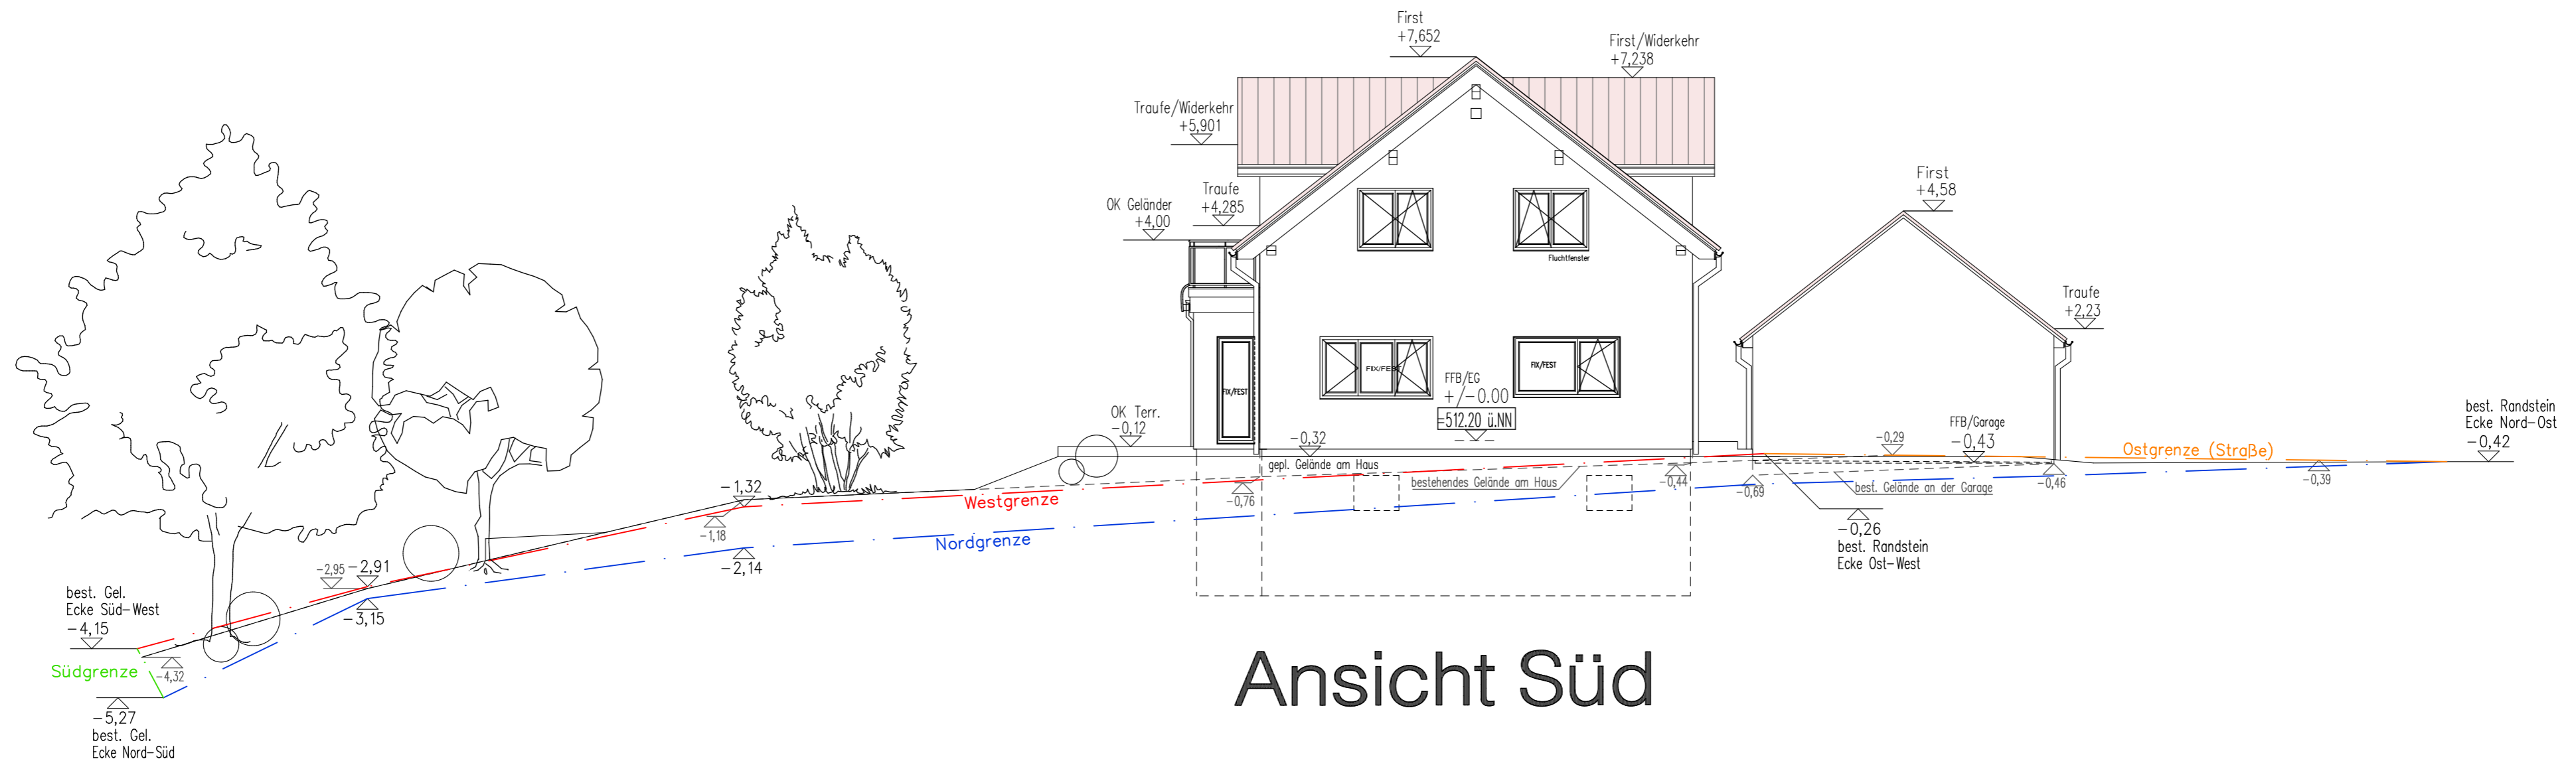 First
+7,652
First/Widerkehr
+7,238
Traufe/Widerkehr
+5,901
Traufe
+4,285
OK Geländer
+4,00
First
+4,58
Traufe
+2,23
Fluchtfenster
FIX/FEST
FIX/FEST
FIX/FEST
FFB/EG
+/-0.00
=512.20 ü.NN
OK Terr.
-0,12
-0,32
gepl. Gelände am Haus
bestehendes Gelände am Haus
-0,44
-0,76
-0,69
FFB/Garage
-0,43
-0,29
best. Gelände an der Garage
-0,46
Ostgrenze (Straße)
-0,39
best. Randstein
Ecke Nord-Ost
-0,42
-0,26
best. Randstein
Ecke Ost-West
Westgrenze
Nordgrenze
-1,32
-1,18
-2,14
-2,95
-2,91
-3,15
best. Gel.
Ecke Süd-West
-4,15
Südgrenze
-4,32
-5,27
best. Gel.
Ecke Nord-Süd
Ansicht Süd